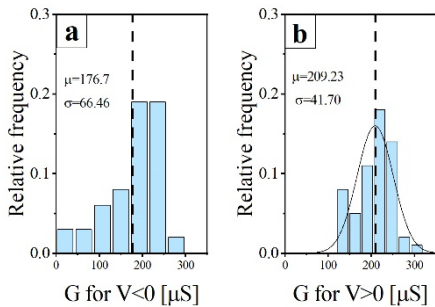 a
μ=176.7
σ=66.46
Relative frequency
0.3
0.2
0.1
0.0
0 100 200 300
G for V<0 [μS]
b
μ=209.23
σ=41.70
Relative frequency
0.3
0.2
0.1
0.0
0 100 200 300
G for V>0 [μS]